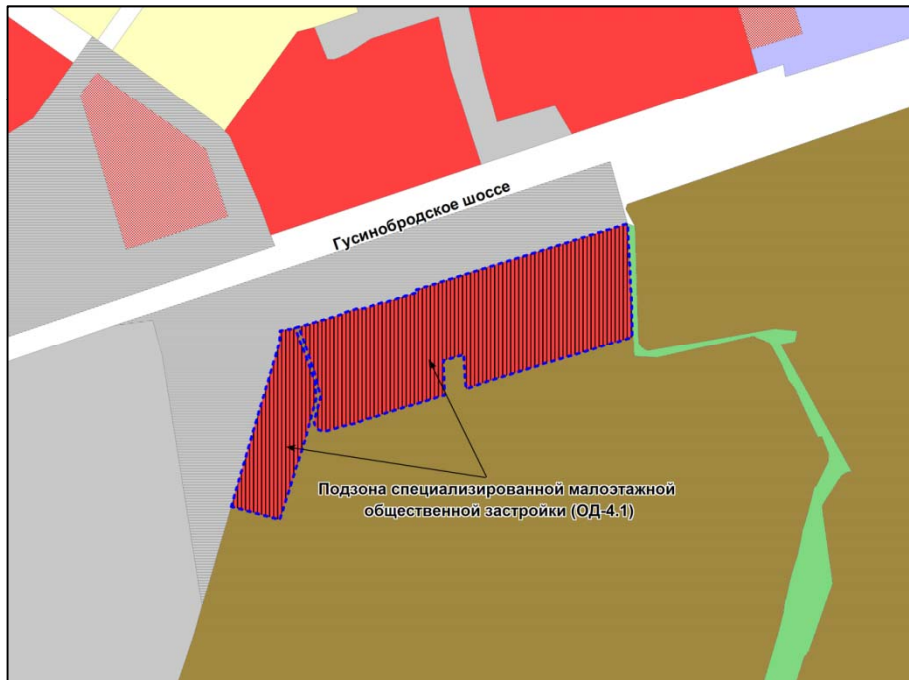 Гусинобродское шоссе
Подзона специализированной малоэтажной
общественной застройки (ОД-4.1)